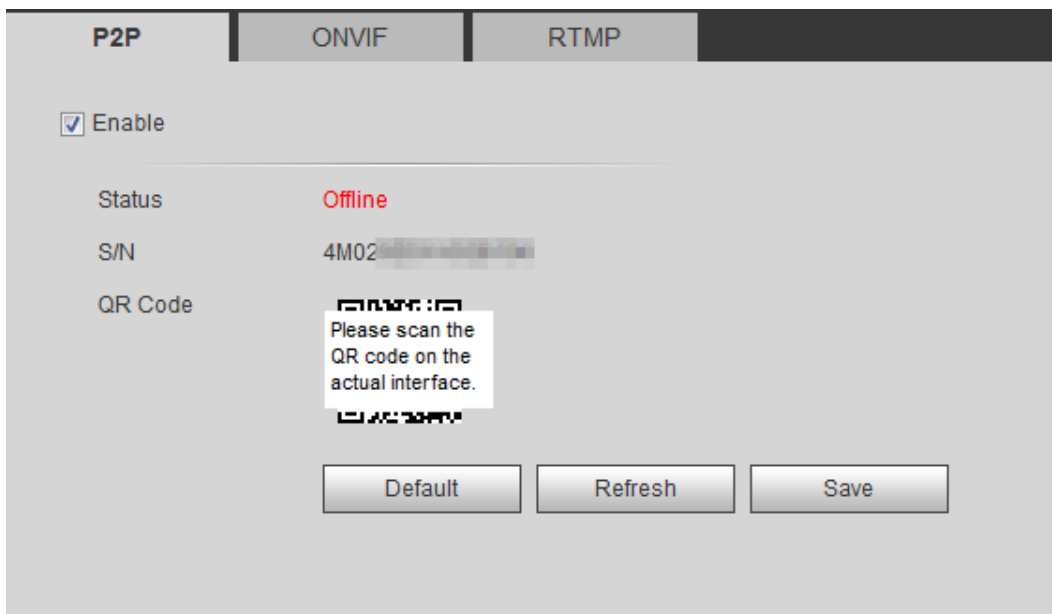 P2P ONVIF RTMP
Enable
Status Offline
S/N 4M02
QR Code
Please scan the
QR code on the
actual interface.
Default Refresh Save